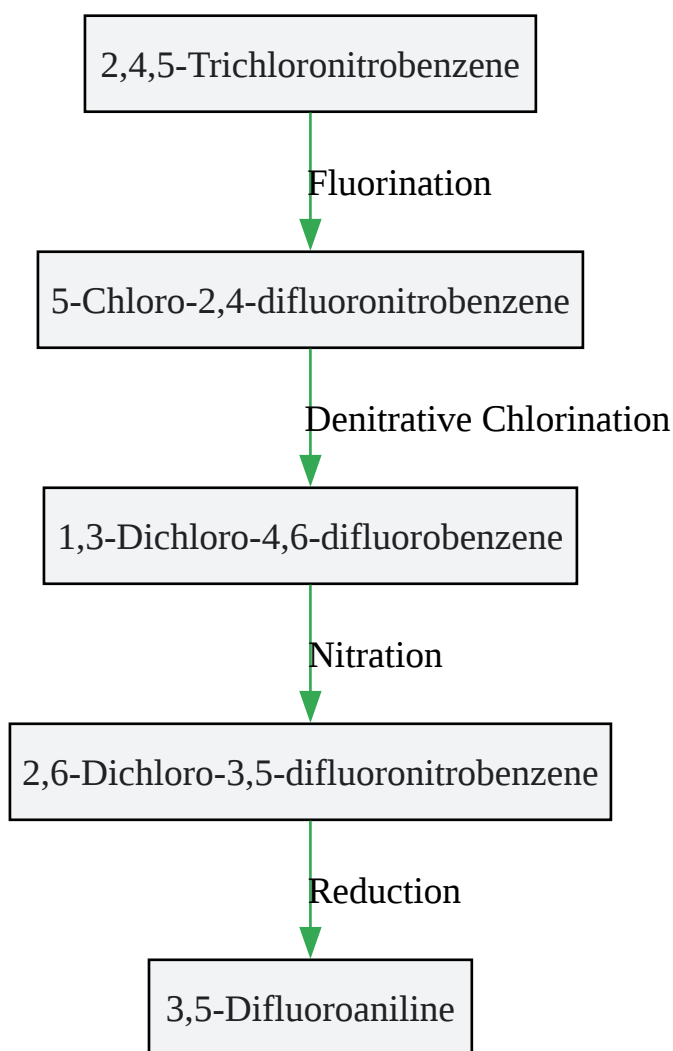 2,4,5-Trichloronitrobenzene
Fluorination
5-Chloro-2,4-difluoronitrobenzene
Denitrative Chlorination
1,3-Dichloro-4,6-difluorobenzene
Nitration
2,6-Dichloro-3,5-difluoronitrobenzene
Reduction
3,5-Difluoroaniline